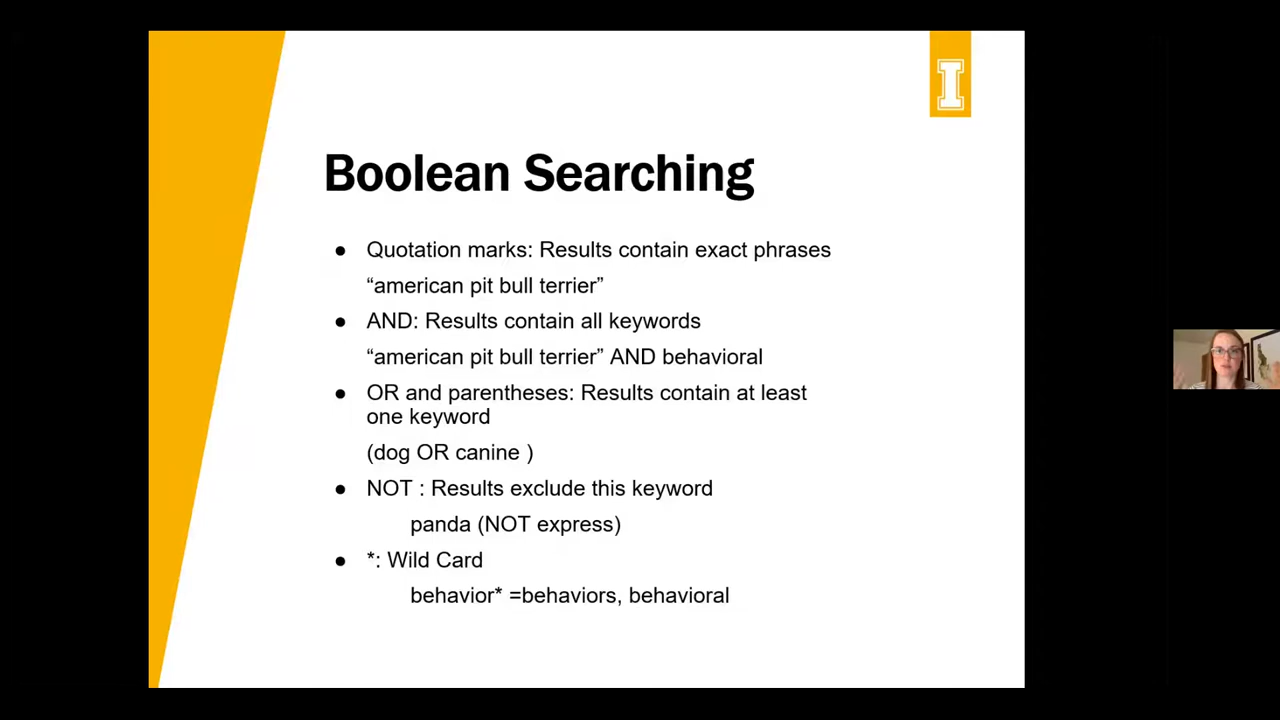 I
Boolean Searching
● Quotation marks: Results contain exact phrases
“american pit bull terrier”
● AND: Results contain all keywords
“american pit bull terrier” AND behavioral
● OR and parentheses: Results contain at least
one keyword
(dog OR canine )
● NOT : Results exclude this keyword
panda (NOT express)
● *: Wild Card
behavior* =behaviors, behavioral